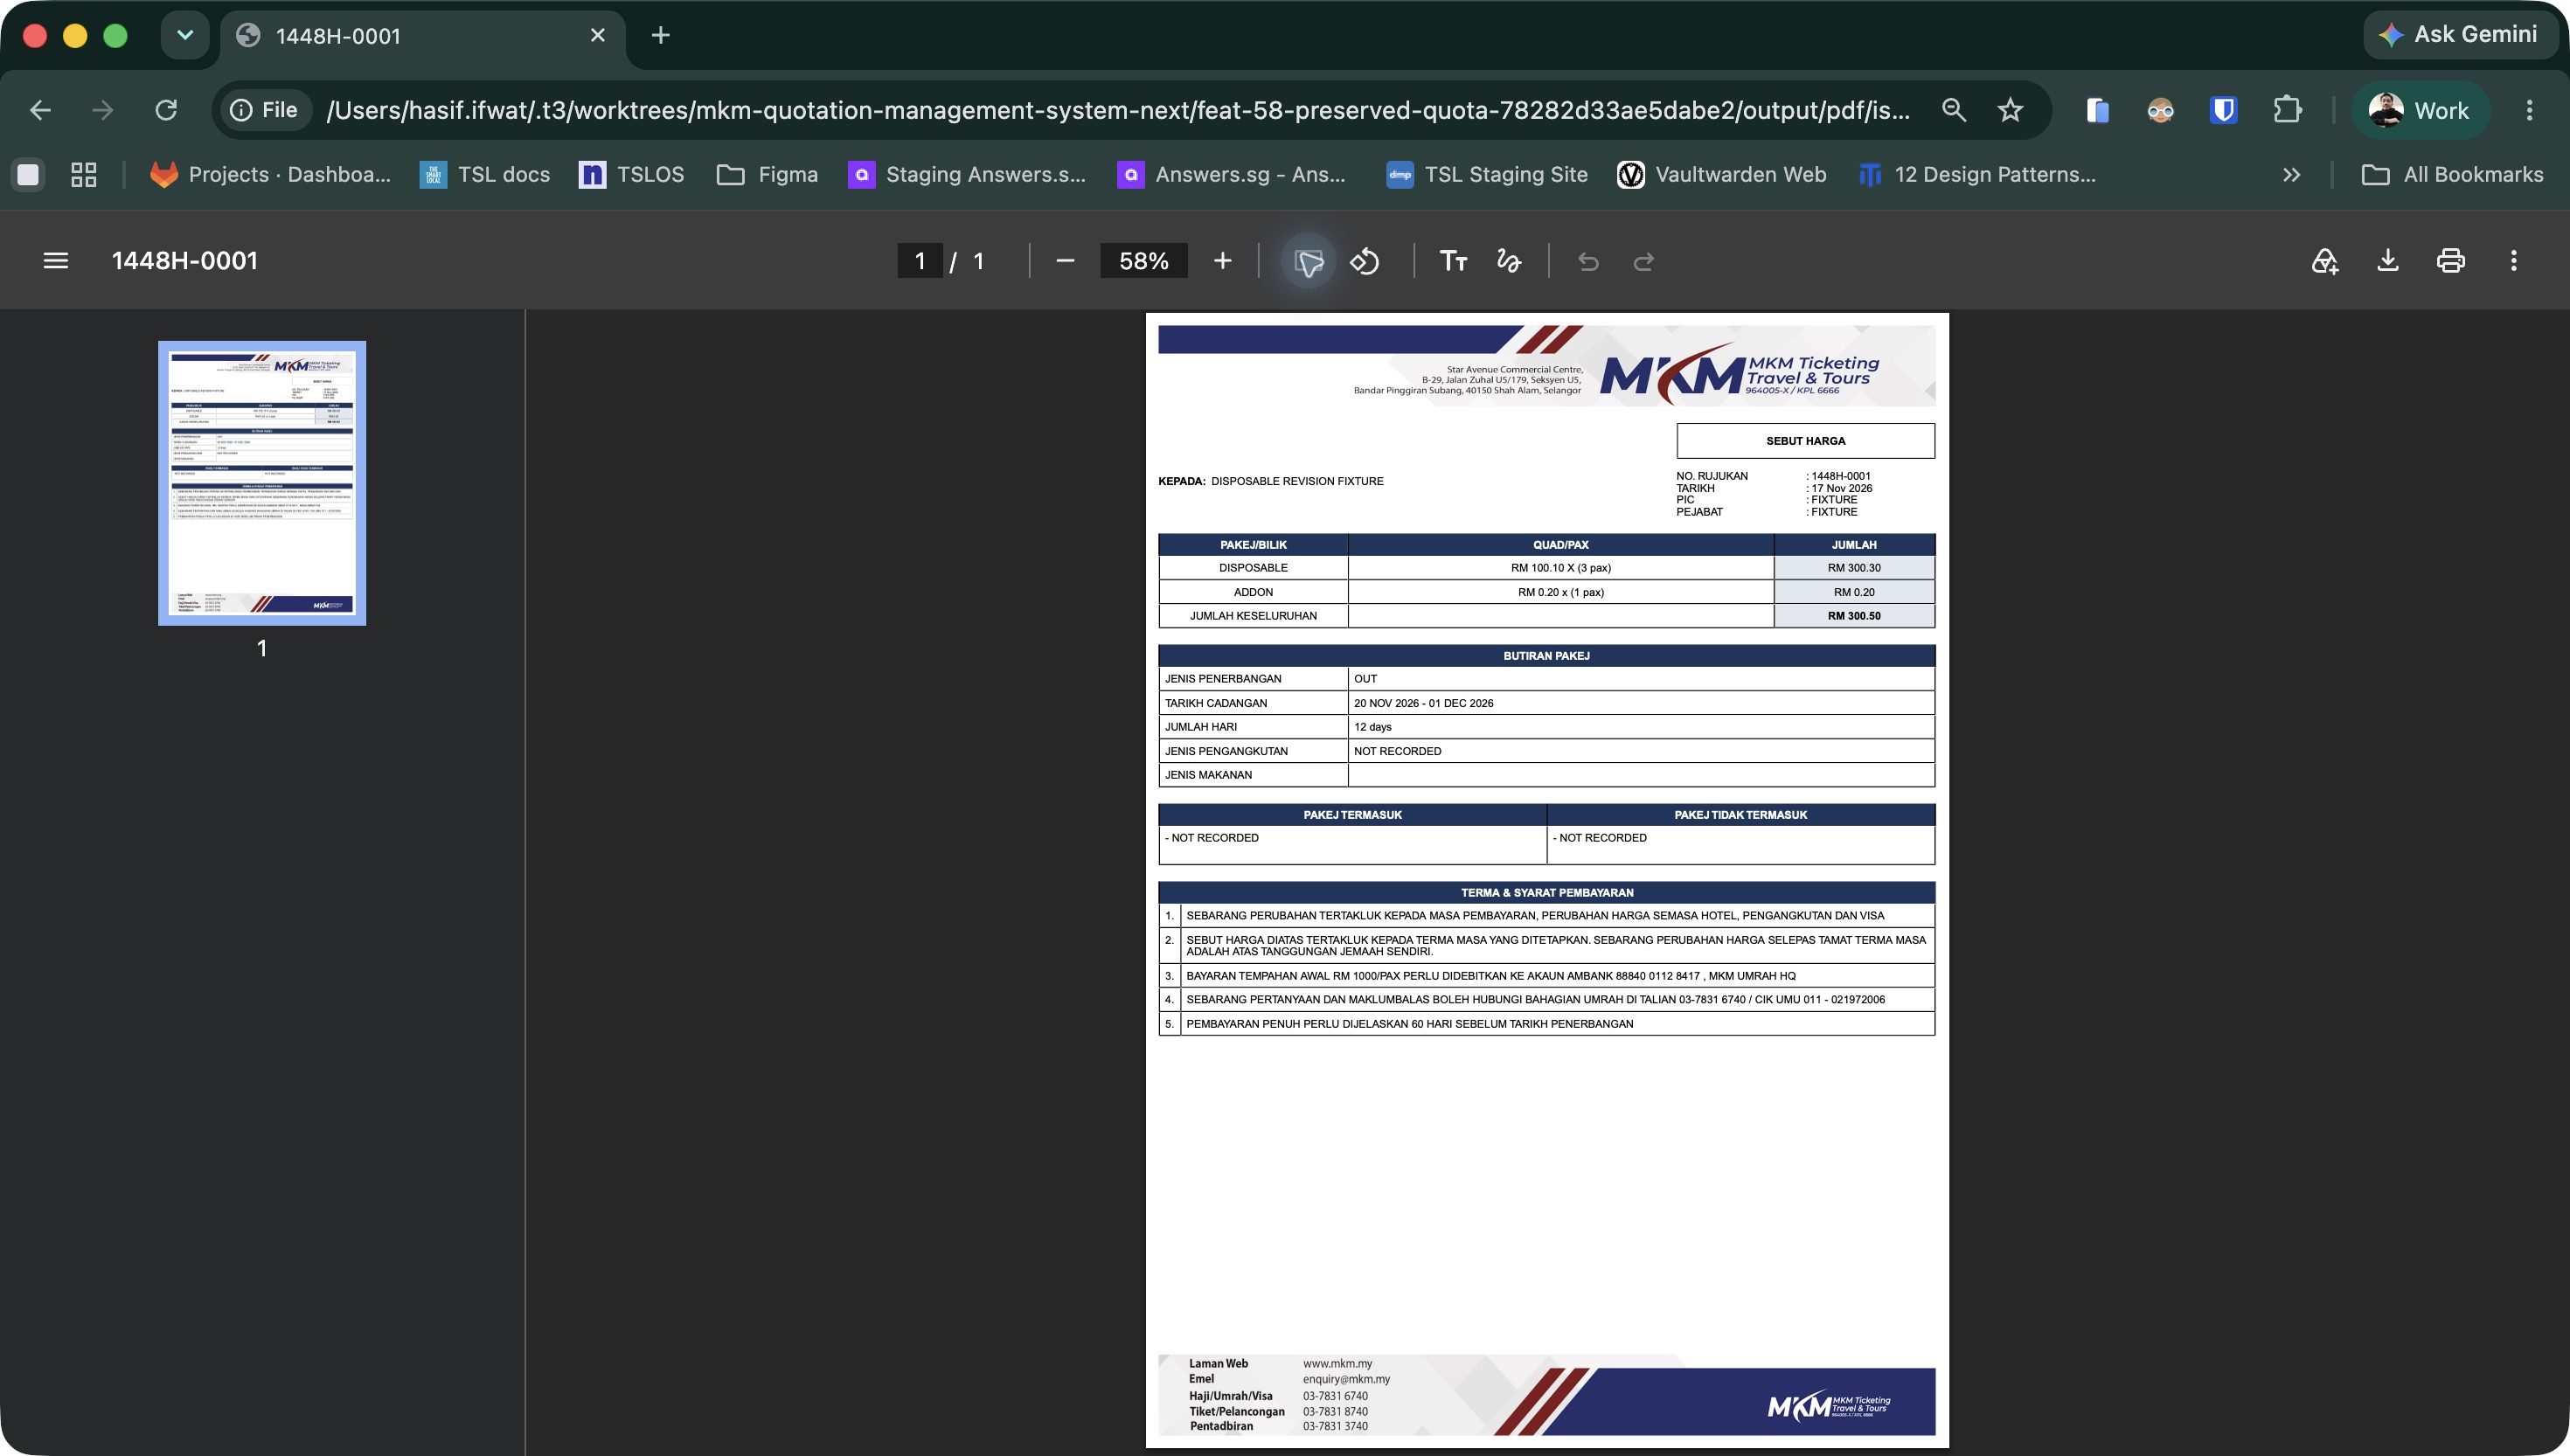 1448H-0001
Ask Gemini
File /Users/hasif.ifwat/.t3/worktrees/mkm-quotation-management-system-next/feat-58-preserved-quota-78282d33ae5dabe2/output/pdf/is...
Work
Projects · Dashboa...
TSL docs
TSLOS
Figma
Staging Answers.s...
Answers.sg - Ans...
TSL Staging Site
Vaultwarden Web
12 Design Patterns...
All Bookmarks
1448H-0001
1 / 1
58%
1
Star Avenue Commercial Centre,
B-29, Jalan Zuhal U5/179, Seksyen U5,
Bandar Pinggiran Subang, 40150 Shah Alam, Selangor
MKM
MKM Ticketing
Travel & Tours
964005-X / KPL 6666
SEBUT HARGA
KEPADA: DISPOSABLE REVISION FIXTURE
NO. RUJUKAN : 1448H-0001
TARIKH : 17 Nov 2026
PIC : FIXTURE
PEJABAT : FIXTURE
PAKEJ/BILIK QUAD/PAX JUMLAH
DISPOSABLE RM 100.10 X (3 pax) RM 300.30
ADDON RM 0.20 x (1 pax) RM 0.20
JUMLAH KESELURUHAN RM 300.50
BUTIRAN PAKEJ
JENIS PENERBANGAN OUT
TARIKH CADANGAN 20 NOV 2026 - 01 DEC 2026
JUMLAH HARI 12 days
JENIS PENGANGKUTAN NOT RECORDED
JENIS MAKANAN
PAKEJ TERMASUK PAKEJ TIDAK TERMASUK
- NOT RECORDED - NOT RECORDED
TERMA & SYARAT PEMBAYARAN
1. SEBARANG PERUBAHAN TERTAKLUK KEPADA MASA PEMBAYARAN, PERUBAHAN HARGA SEMASA HOTEL, PENGANGKUTAN DAN VISA
2. SEBUT HARGA DIATAS TERTAKLUK KEPADA TERMA MASA YANG DITETAPKAN. SEBARANG PERUBAHAN HARGA SELEPAS TAMAT TERMA MASA
ADALAH ATAS TANGGUNGAN JEMAAH SENDIRI.
3. BAYARAN TEMPAHAN AWAL RM 1000/PAX PERLU DIDEBITKAN KE AKAUN AMBANK 88840 0112 8417 , MKM UMRAH HQ
4. SEBARANG PERTANYAAN DAN MAKLUMBALAS BOLEH HUBUNGI BAHAGIAN UMRAH DI TALIAN 03-7831 6740 / CIK UMU 011 - 021972006
5. PEMBAYARAN PENUH PERLU DIJELASKAN 60 HARI SEBELUM TARIKH PENERBANGAN
Laman Web www.mkm.my
Emel enquiry@mkm.my
Haji/Umrah/Visa 03-7831 6740
Tiket/Pelancongan 03-7831 8740
Pentadbiran 03-7831 3740
MKM
MKM Ticketing
Travel & Tours